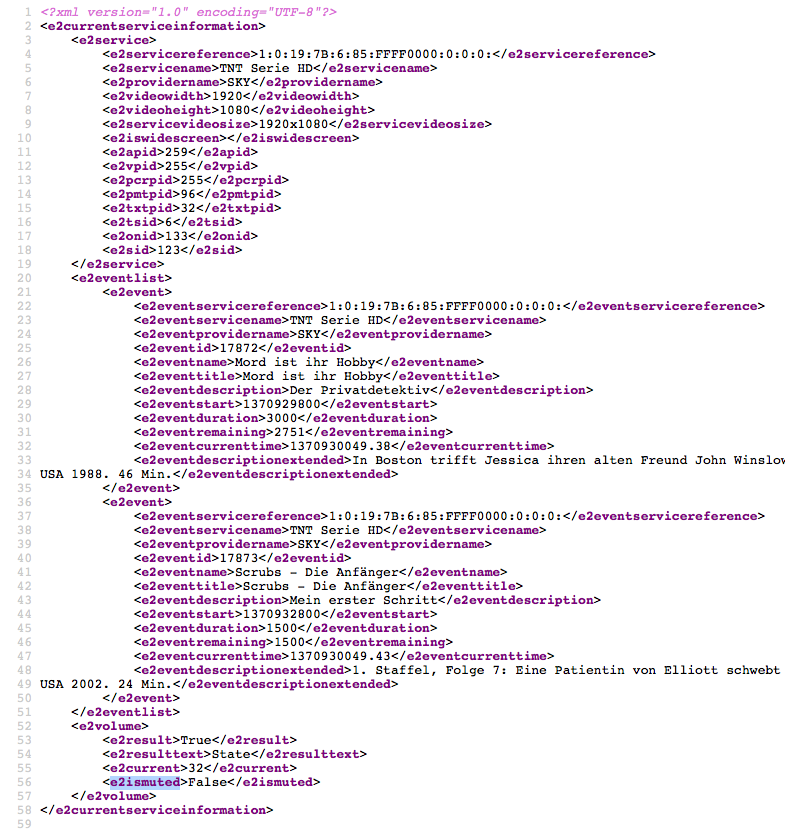 1 <?xml version="1.0" encoding="UTF-8"?>
2 <e2currentserviceinformation>
3 <e2service>
4 <e2servicereference>1:0:19:7B:6:85:FFFF0000:0:0:0:</e2servicereference>
5 <e2servicename>TNT Serie HD</e2servicename>
6 <e2providername>SKY</e2providername>
7 <e2videowidth>1920</e2videowidth>
8 <e2videoheight>1080</e2videoheight>
9 <e2servicevideosize>1920x1080</e2servicevideosize>
10 <e2iswidescreen></e2iswidescreen>
11 <e2apid>259</e2apid>
12 <e2vpid>255</e2vpid>
13 <e2pcrpid>255</e2pcrpid>
14 <e2pmtpid>96</e2pmtpid>
15 <e2txtpid>32</e2txtpid>
16 <e2tsid>6</e2tsid>
17 <e2onid>133</e2onid>
18 <e2sid>123</e2sid>
19 </e2service>
20 <e2eventlist>
21 <e2event>
22 <e2eventservicereference>1:0:19:7B:6:85:FFFF0000:0:0:0:</e2eventservicereference>
23 <e2eventservicename>TNT Serie HD</e2eventservicename>
24 <e2eventprovidername>SKY</e2eventprovidername>
25 <e2eventid>17872</e2eventid>
26 <e2eventname>Mord ist ihr Hobby</e2eventname>
27 <e2eventtitle>Mord ist ihr Hobby</e2eventtitle>
28 <e2eventdescription>Der Privatdetektiv</e2eventdescription>
29 <e2eventstart>1370929800</e2eventstart>
30 <e2eventduration>3000</e2eventduration>
31 <e2eventremaining>2751</e2eventremaining>
32 <e2eventcurrenttime>1370930049.38</e2eventcurrenttime>
33 <e2eventdescriptionextended>In Boston trifft Jessica ihren alten Freund John Winslow
34 USA 1988. 46 Min.</e2eventdescriptionextended>
35 </e2event>
36 <e2event>
37 <e2eventservicereference>1:0:19:7B:6:85:FFFF0000:0:0:0:</e2eventservicereference>
38 <e2eventservicename>TNT Serie HD</e2eventservicename>
39 <e2eventprovidername>SKY</e2eventprovidername>
40 <e2eventid>17873</e2eventid>
41 <e2eventname>Scrubs - Die Anfänger</e2eventname>
42 <e2eventtitle>Scrubs - Die Anfänger</e2eventtitle>
43 <e2eventdescription>Mein erster Schritt</e2eventdescription>
44 <e2eventstart>1370932800</e2eventstart>
45 <e2eventduration>1500</e2eventduration>
46 <e2eventremaining>1500</e2eventremaining>
47 <e2eventcurrenttime>1370930049.43</e2eventcurrenttime>
48 <e2eventdescriptionextended>1. Staffel, Folge 7: Eine Patientin von Elliott schwebt
49 USA 2002. 24 Min.</e2eventdescriptionextended>
50 </e2event>
51 </e2eventlist>
52 <e2volume>
53 <e2result>True</e2result>
54 <e2resulttext>State</e2resulttext>
55 <e2current>32</e2current>
56 <e2ismuted>False</e2ismuted>
57 </e2volume>
58 </e2currentserviceinformation>
59